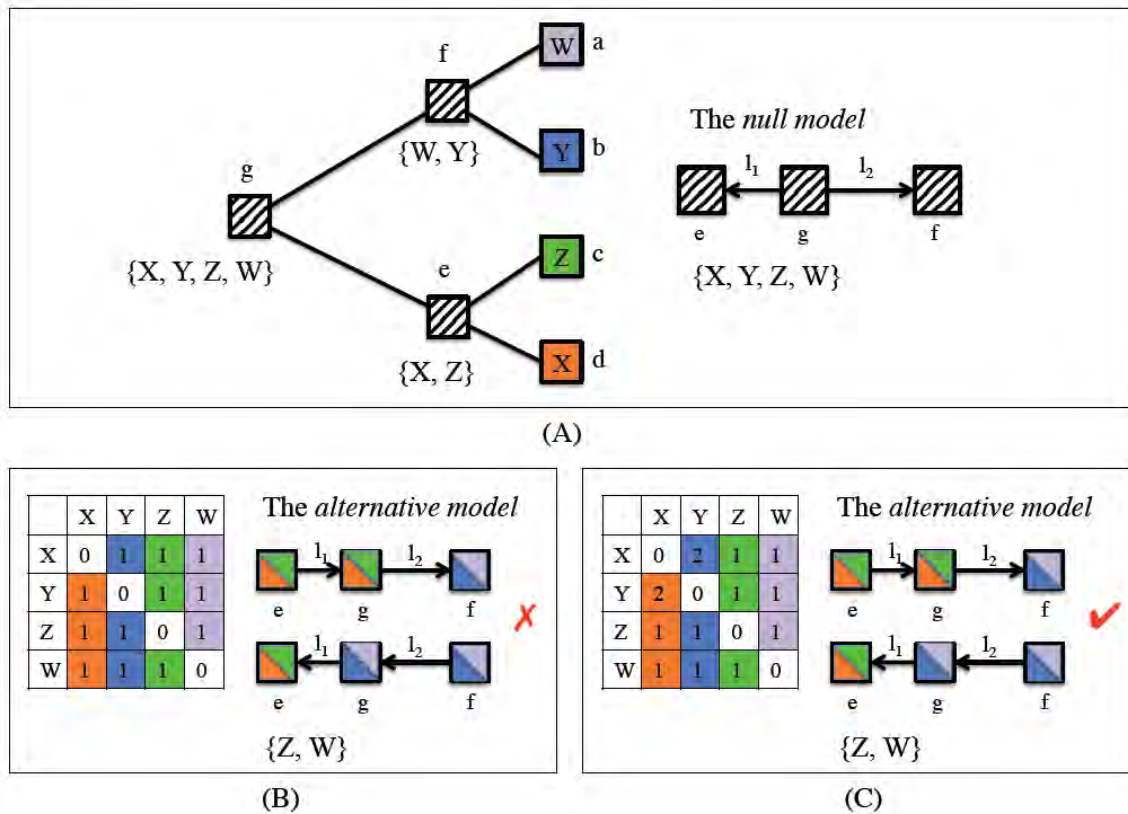 W a
f
Y b
{W, Y}
g
{X, Y, Z, W}
e
Z c
X d
{X, Z}
The null model
l₁ l₂
e g f
{X, Y, Z, W}
(A)
X Y Z W
X 0 1 1 1
Y 1 0 1 1
Z 1 1 0 1
W 1 1 1 0
The alternative model
l₁ l₂
e g f
✗
l₁ l₂
e g f
{Z, W}
(B)
X Y Z W
X 0 2 1 1
Y 2 0 1 1
Z 1 1 0 1
W 1 1 1 0
The alternative model
l₁ l₂
e g f
✔
l₁ l₂
e g f
{Z, W}
(C)